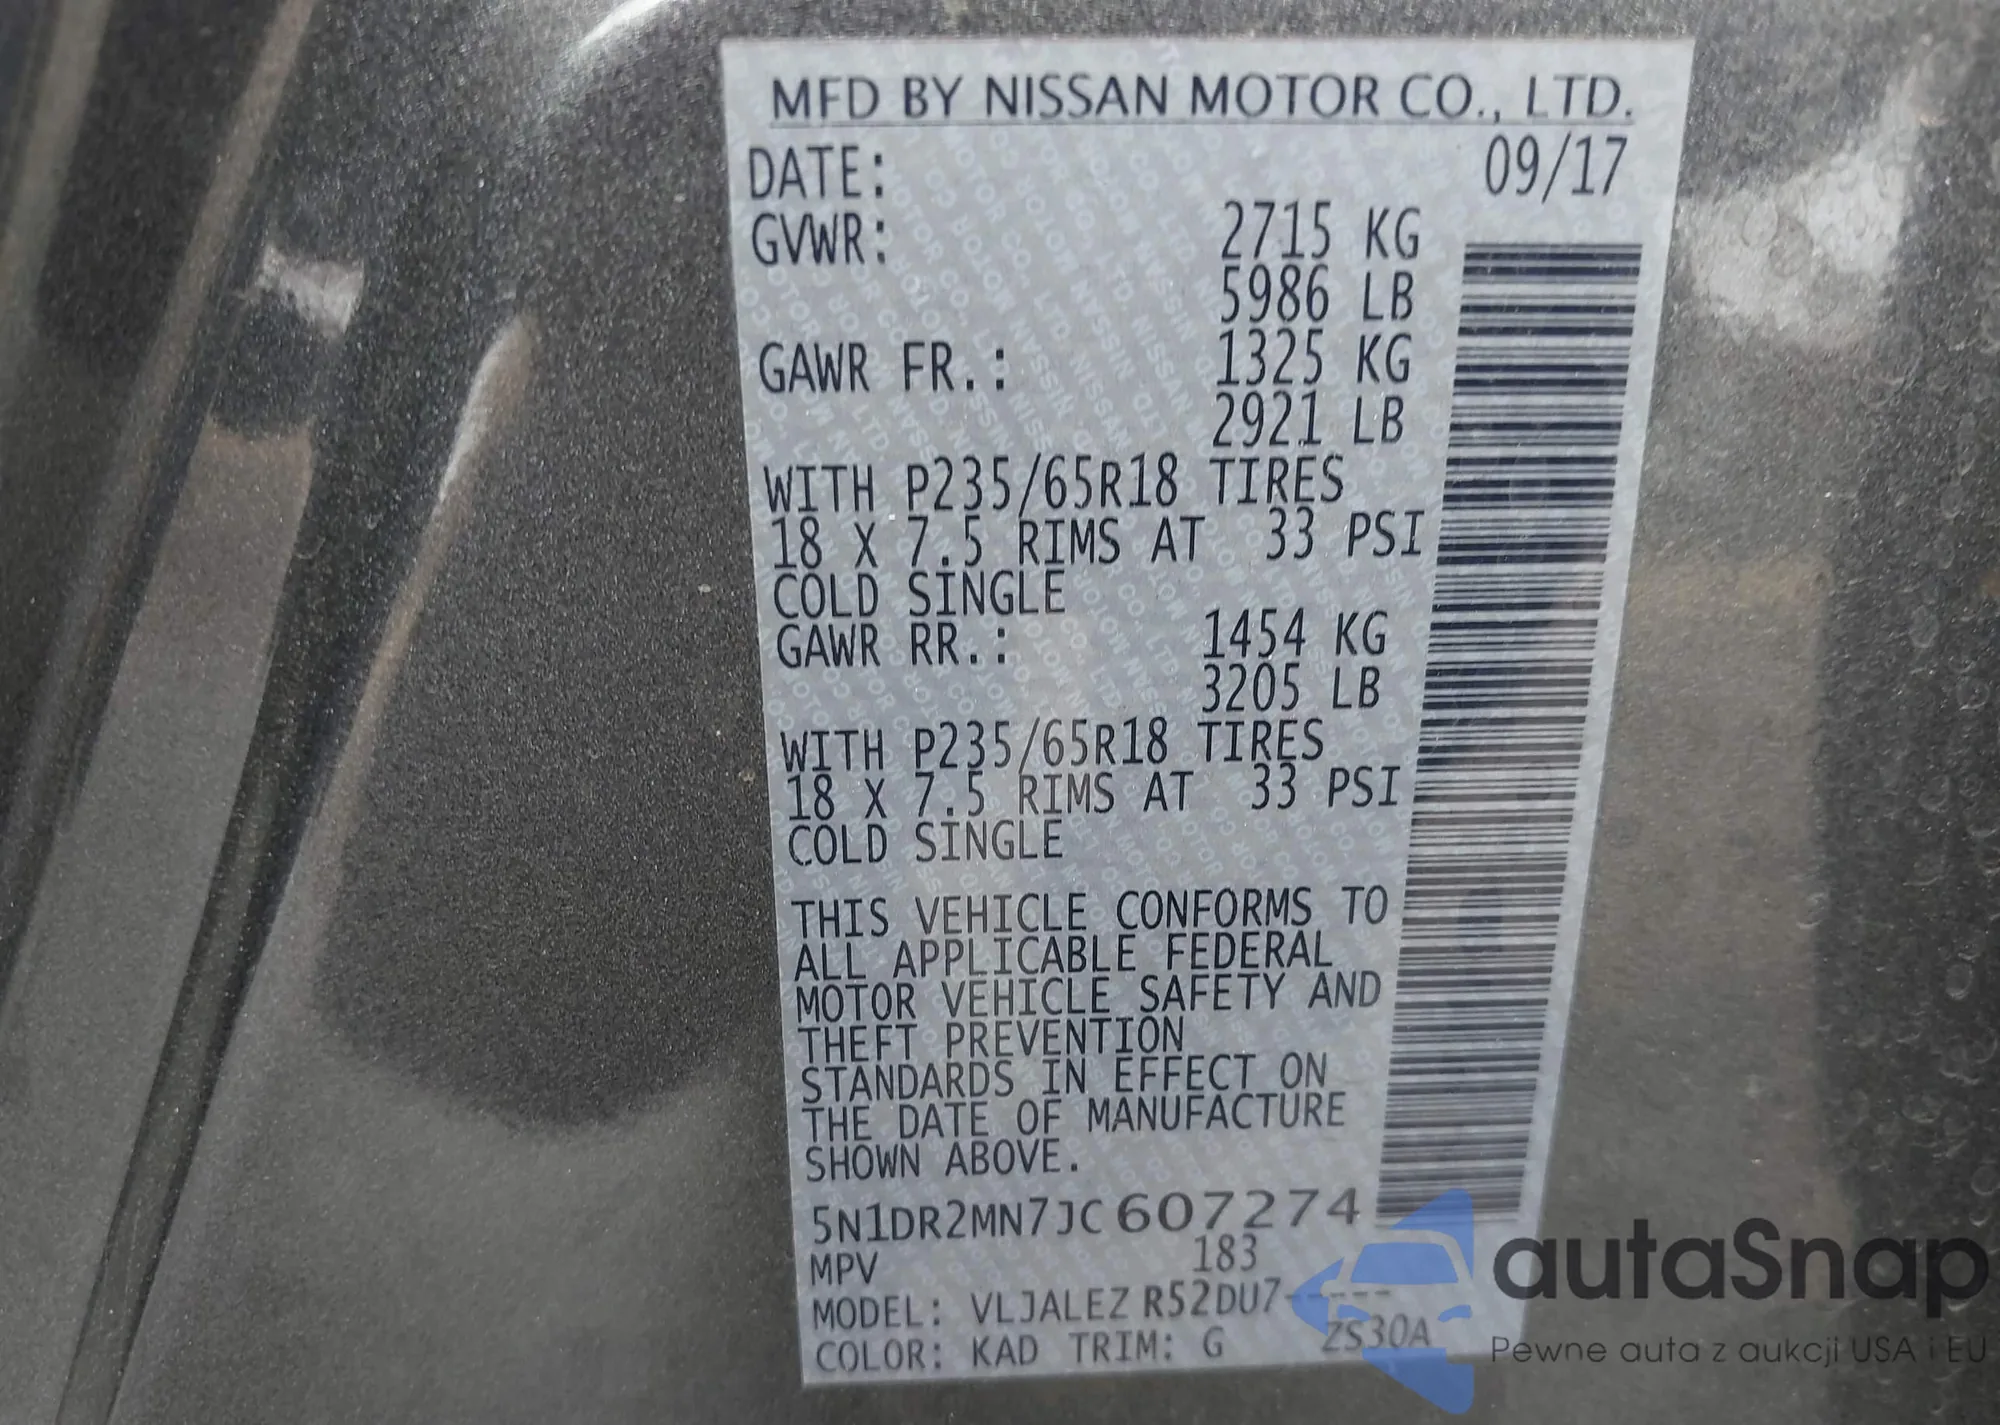 MFD BY NISSAN MOTOR CO., LTD.
DATE: 09/17
GVWR: 2715 KG
5986 LB
GAWR FR.: 1325 KG
2921 LB
WITH P235/65R18 TIRES
18 X 7.5 RIMS AT 33 PSI
COLD SINGLE
GAWR RR.: 1454 KG
3205 LB
WITH P235/65R18 TIRES
18 X 7.5 RIMS AT 33 PSI
COLD SINGLE
THIS VEHICLE CONFORMS TO
ALL APPLICABLE FEDERAL
MOTOR VEHICLE SAFETY AND
THEFT PREVENTION
STANDARDS IN EFFECT ON
THE DATE OF MANUFACTURE
SHOWN ABOVE.
5N1DR2MN7JC607274
MPV 183
MODEL: VLJALEZ R52DU7-----
COLOR: KAD TRIM: G ZS30A
autaSnap
Pewne auta z aukcji USA i EU